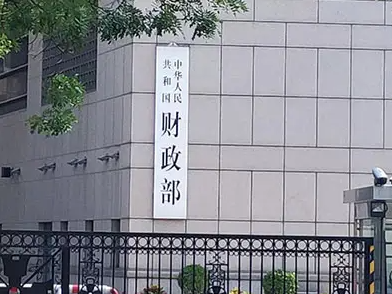 中华人民
共和国
财政部